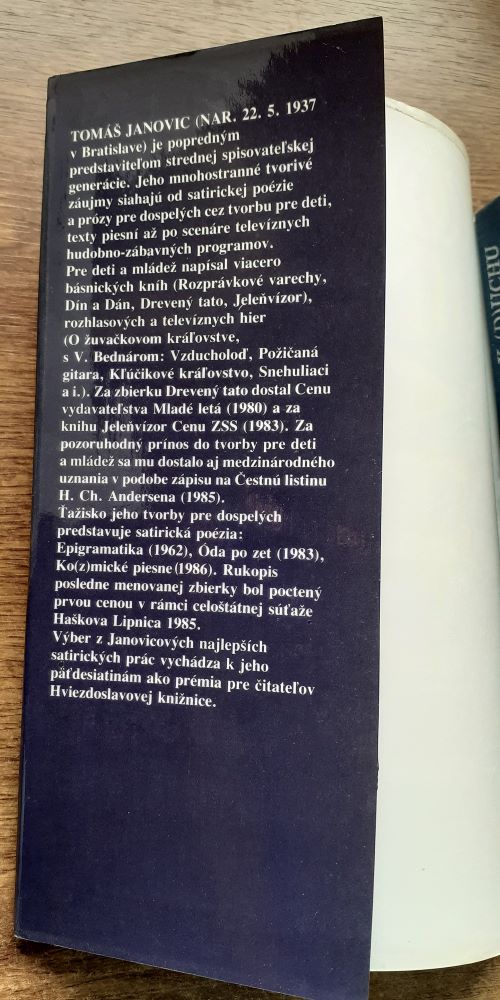 TOMÁŠ JANOVIC (NAR. 22. 5. 1937
v Bratislave) je popredným
predstaviteľom strednej spisovateľskej
generácie. Jeho mnohostranné tvorivé
záujmy siahajú od satirickej poézie
a prózy pre dospelých cez tvorbu pre deti,
texty piesní až po scenáre televíznych
hudobno-zábavných programov.
Pre deti a mládež napísal viacero
básnických kníh (Rozprávkové varechy,
Dín a Dán, Drevený tato, Jeleňvízor),
rozhlasových a televíznych hier
(O žuvačkovom kráľovstve,
s V. Bednárom: Vzducholoď, Požičaná
gitara, Kľúčikové kráľovstvo, Snehuliaci
a i.). Za zbierku Drevený tato dostal Cenu
vydavateľstva Mladé letá (1980) a za
knihu Jeleňvízor Cenu ZSS (1983). Za
pozoruhodný prínos do tvorby pre deti
a mládež sa mu dostalo aj medzinárodného
uznania v podobe zápisu na Čestnú listinu
H. Ch. Andersena (1985).
Ťažisko jeho tvorby pre dospelých
predstavuje satirická poézia:
Epigramatika (1962), Óda po zet (1983),
Ko(z)mické piesne (1986). Rukopis
posledne menovanej zbierky bol poctený
prvou cenou v rámci celoštátnej súťaže
Haškova Lipnica 1985.
Výber z Janovicových najlepších
satirických prác vychádza k jeho
päťdesiatinám ako prémia pre čitateľov
Hviezdoslavovej knižnice.